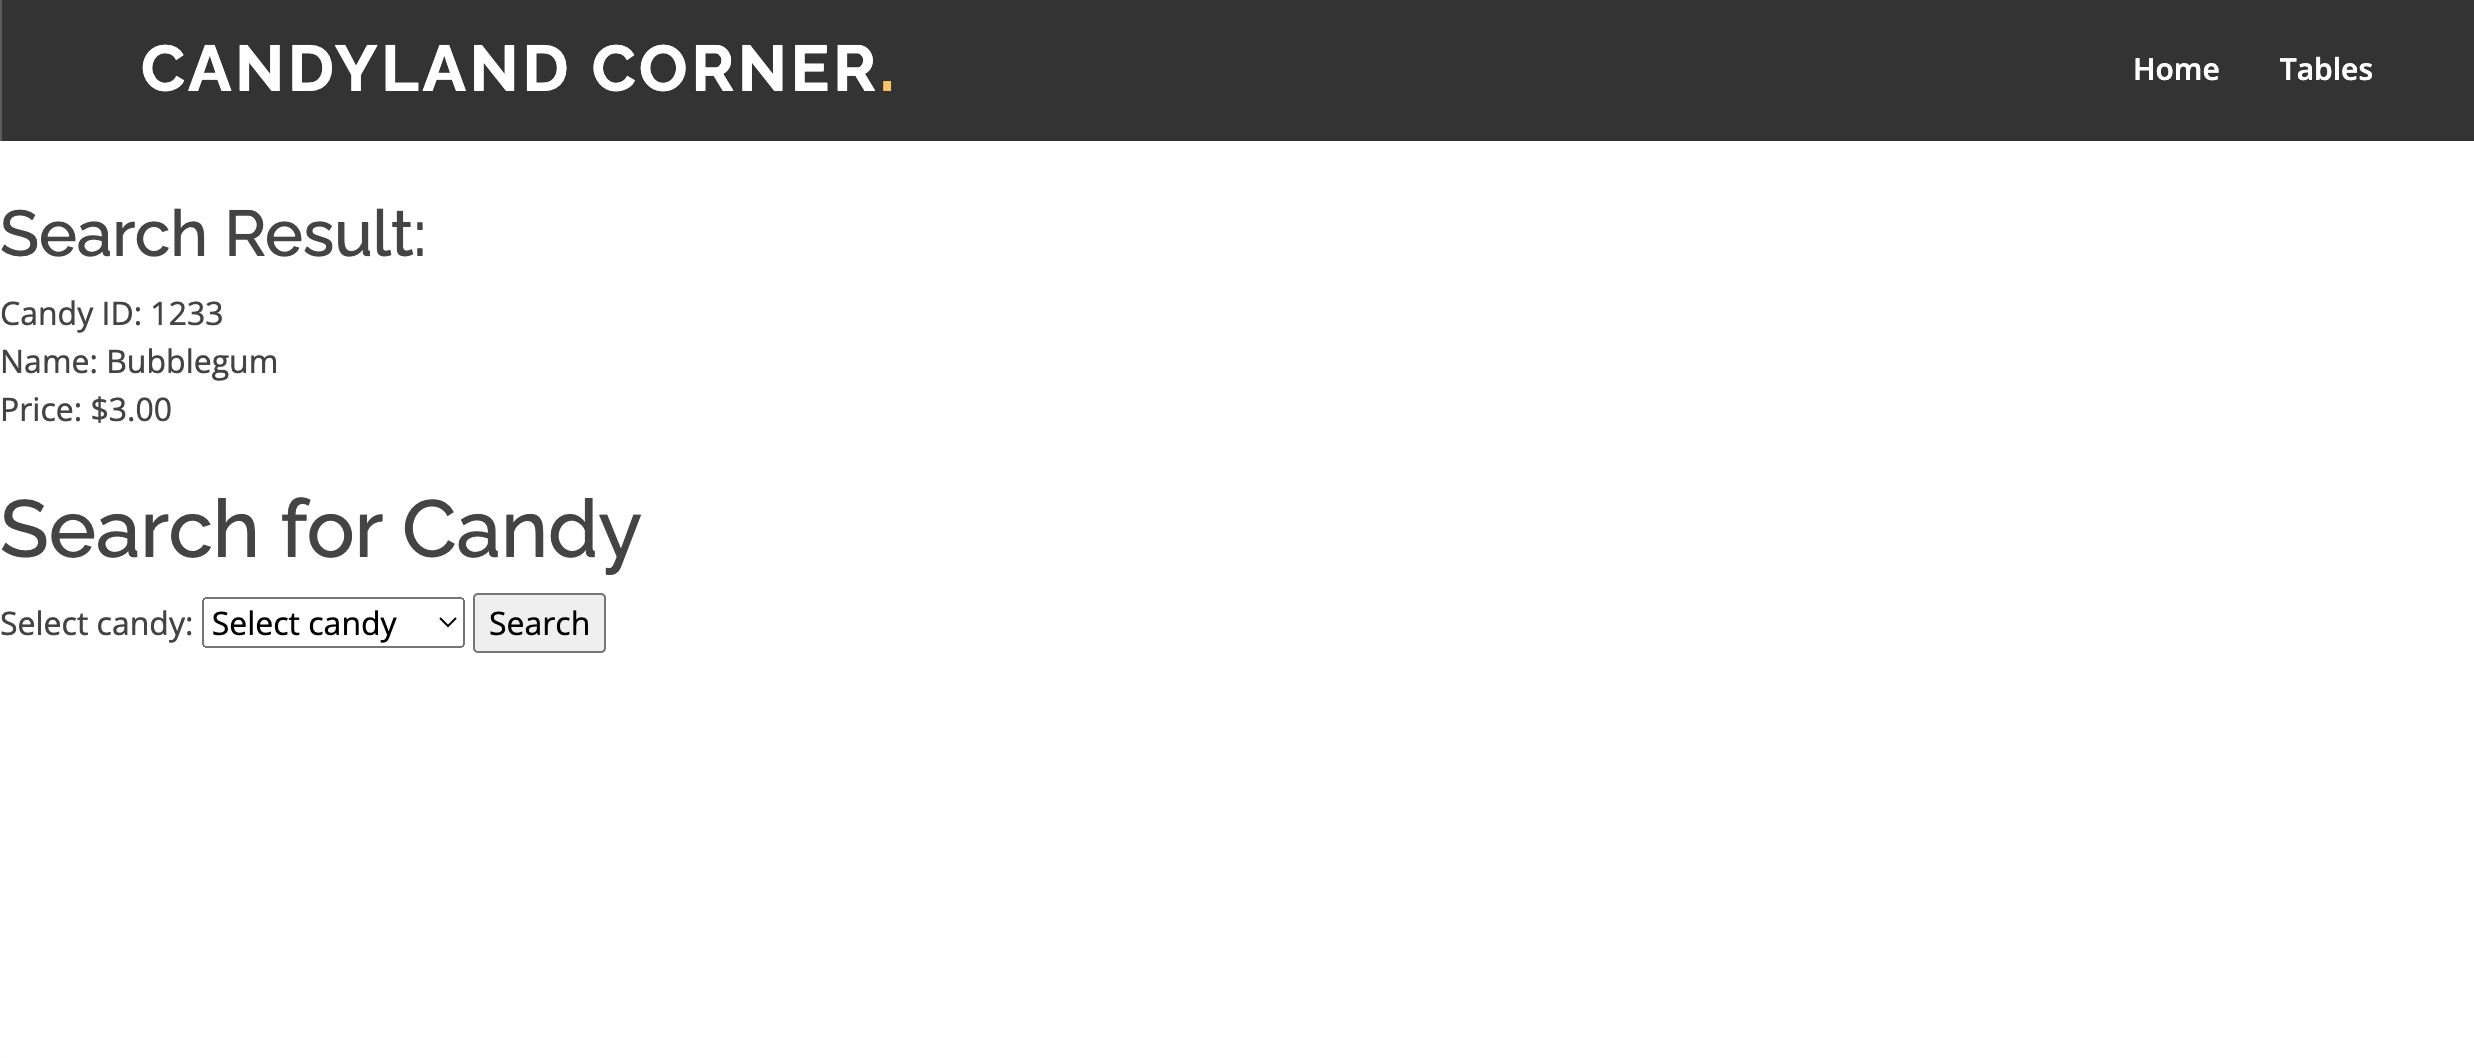 CANDYLAND CORNER.
Home Tables
Search Result:
Candy ID: 1233
Name: Bubblegum
Price: $3.00
Search for Candy
Select candy: Select candy Search